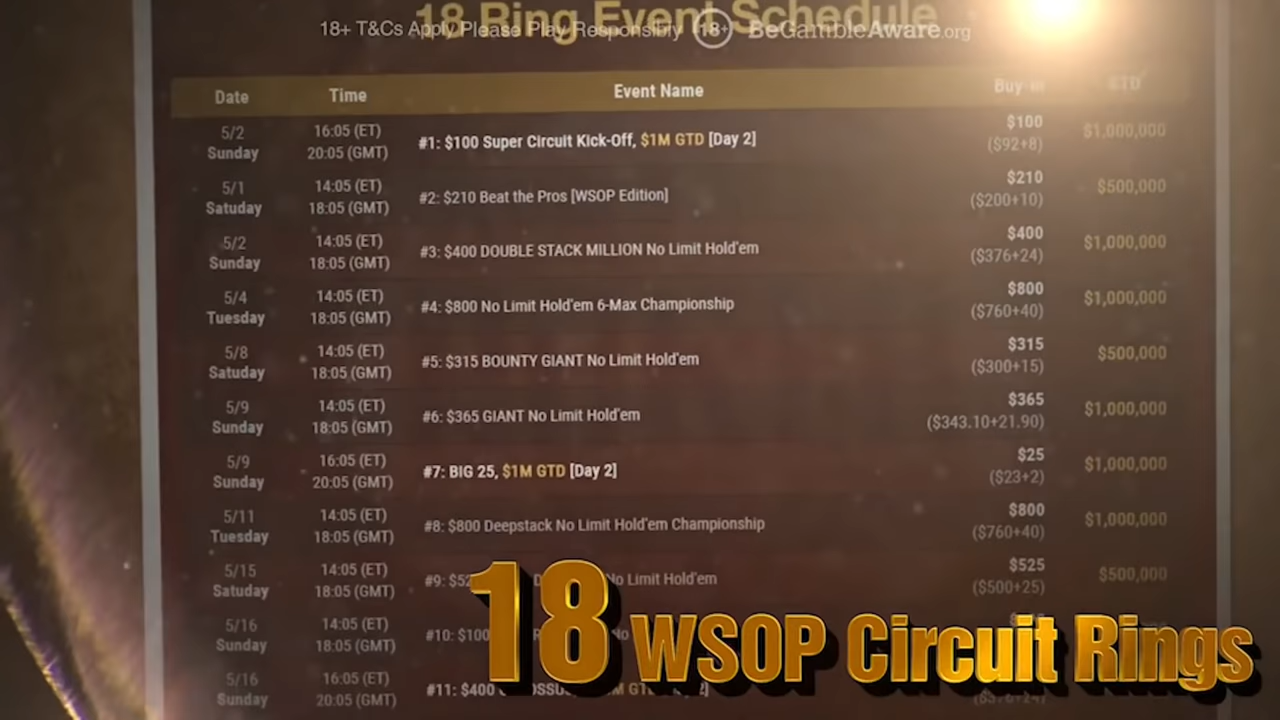 18 Ring Event Schedule
18+ T&Cs Apply Please Play Responsibly 18+ BeGambleAware.org
Date Time Event Name Buy-in GTD
5/2 16:05 (ET) $100
Sunday 20:05 (GMT) #1: $100 Super Circuit Kick-Off, $1M GTD [Day 2] ($92+8) $1,000,000
5/1 14:05 (ET) $210
Satuday 18:05 (GMT) #2: $210 Beat the Pros [WSOP Edition] ($200+10) $500,000
5/2 14:05 (ET) $400
Sunday 18:05 (GMT) #3: $400 DOUBLE STACK MILLION No Limit Hold'em ($376+24) $1,000,000
5/4 14:05 (ET) $800
Tuesday 18:05 (GMT) #4: $800 No Limit Hold'em 6-Max Championship ($760+40) $1,000,000
5/8 14:05 (ET) $315
Satuday 18:05 (GMT) #5: $315 BOUNTY GIANT No Limit Hold'em ($300+15) $500,000
5/9 14:05 (ET) $365
Sunday 18:05 (GMT) #6: $365 GIANT No Limit Hold'em ($343.10+21.90) $1,000,000
5/9 16:05 (ET) $25
Sunday 20:05 (GMT) #7: BIG 25, $1M GTD [Day 2] ($23+2) $1,000,000
5/11 14:05 (ET) $800
Tuesday 18:05 (GMT) #8: $800 Deepstack No Limit Hold'em Championship ($760+40) $1,000,000
5/15 14:05 (ET) $525
Satuday 18:05 (GMT) #9: No Limit Hold'em ($500+25) $500,000
5/16 14:05 (ET)
Sunday 18:05 (GMT) #10: $100 No
5/16 16:05 (ET)
Sunday 20:05 (GMT) #11: $400 ($376+24)
18 WSOP Circuit Rings